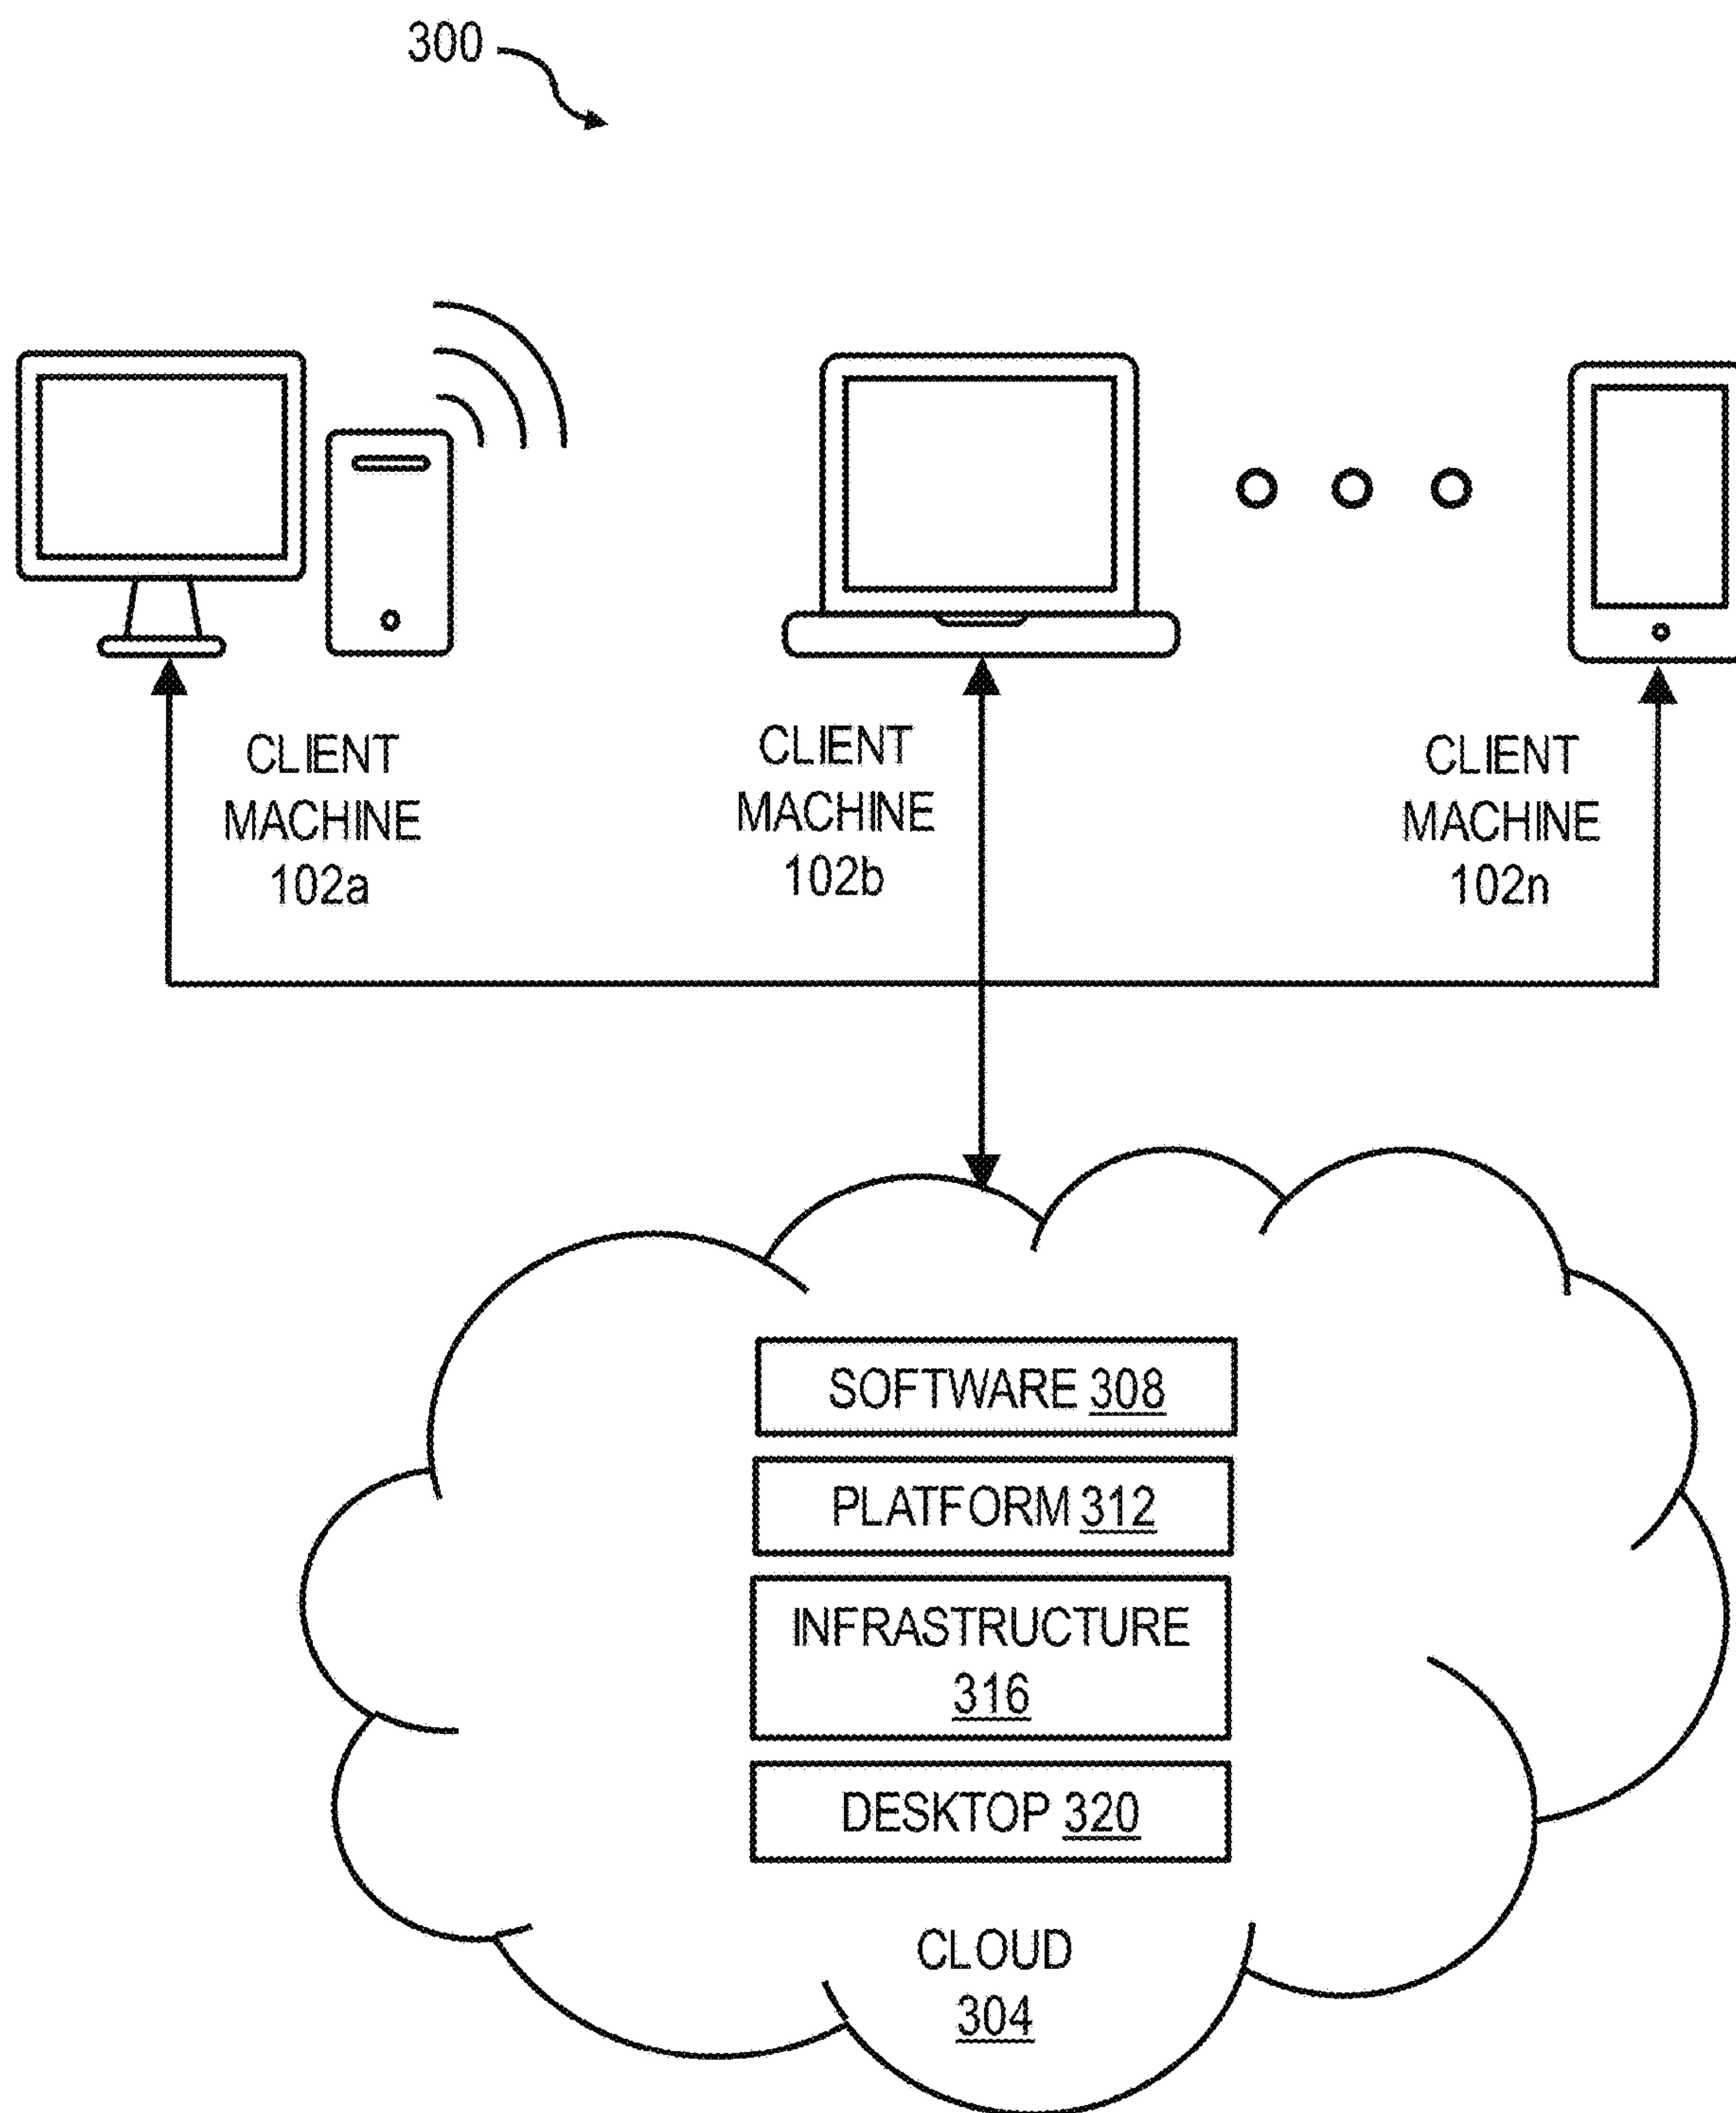 300
CLIENT
MACHINE
102a
CLIENT
MACHINE
102b
CLIENT
MACHINE
102n
SOFTWARE 308
PLATFORM 312
INFRASTRUCTURE
316
DESKTOP 320
CLOUD
304